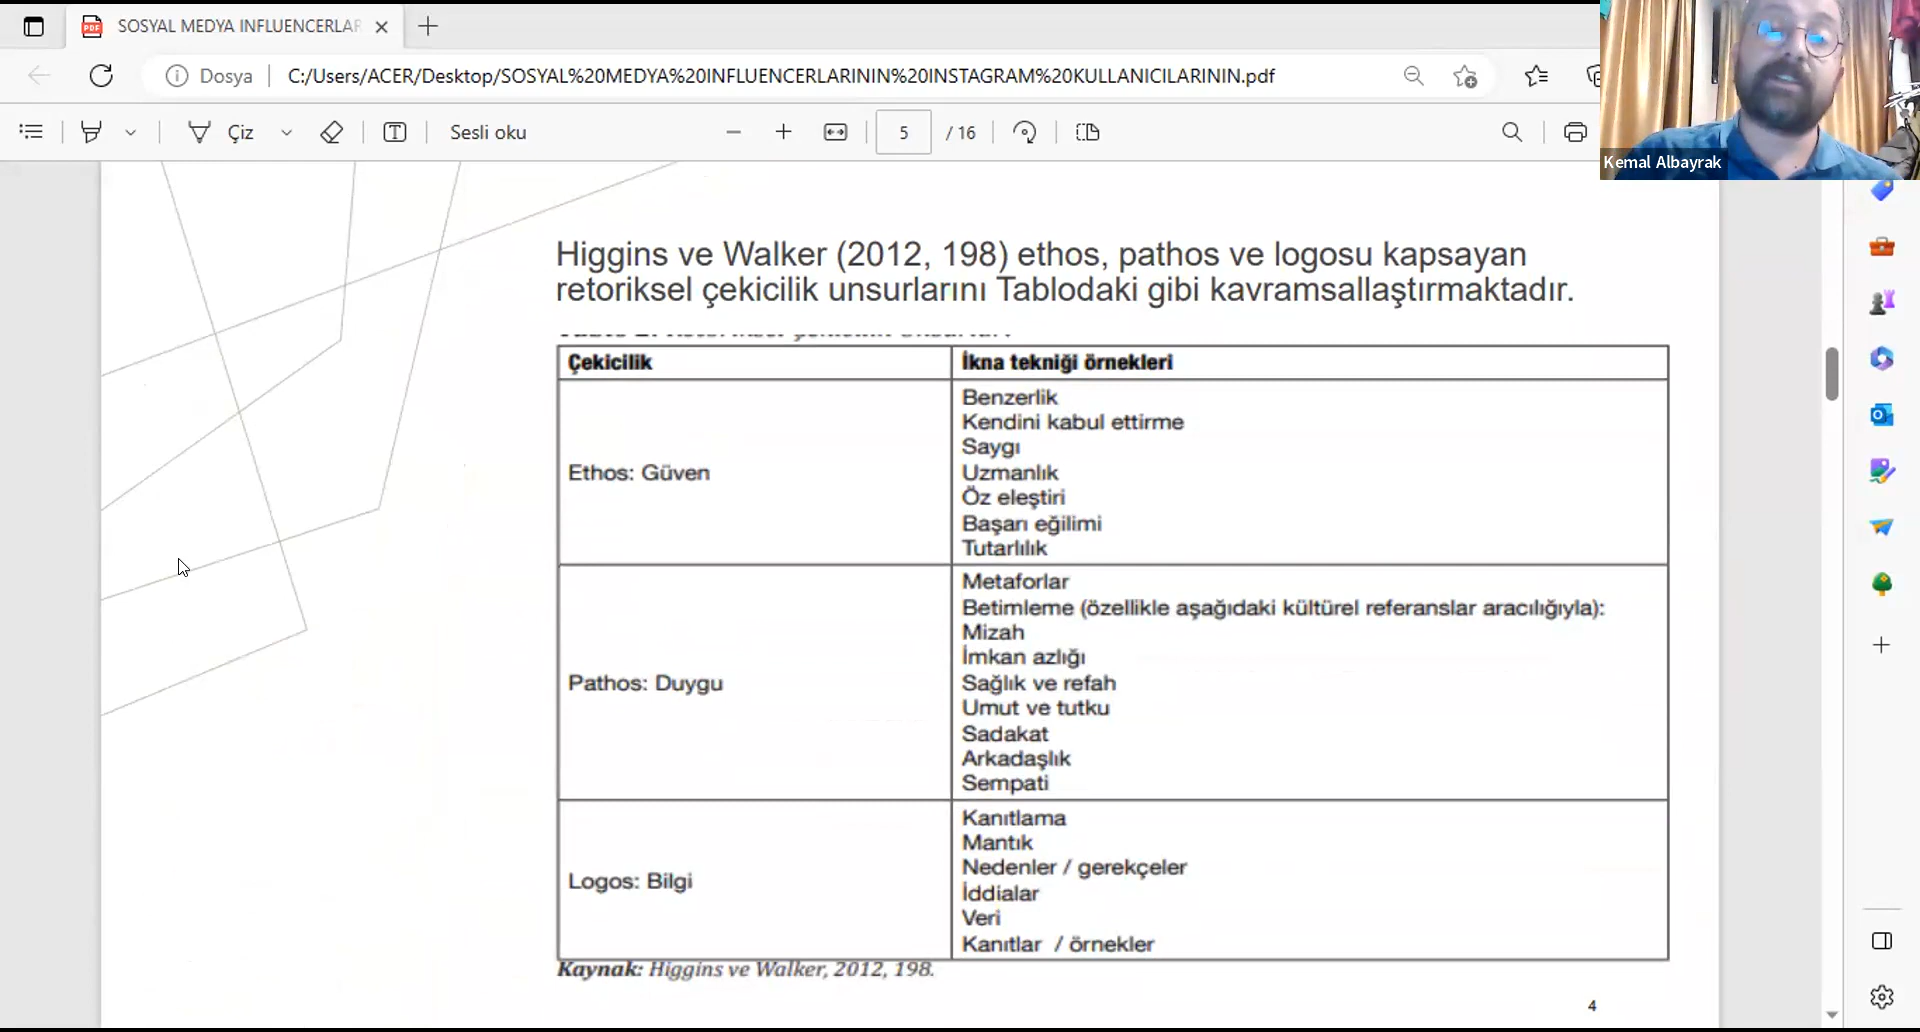 SOSYAL MEDYA INFLUENCERLAR
Dosya
C:/Users/ACER/Desktop/SOSYAL%20MEDYA%20INFLUENCERLARININ%20INSTAGRAM%20KULLANICILARININ.pdf
Çiz
Sesli oku
5 / 16
Kemal Albayrak
Higgins ve Walker (2012, 198) ethos, pathos ve logosu kapsayan
retoriksel çekicilik unsurlarını Tablodaki gibi kavramsallaştırmaktadır.
Çekicilik
İkna tekniği örnekleri
Ethos: Güven
Benzerlik
Kendini kabul ettirme
Saygı
Uzmanlık
Öz eleştiri
Başarı eğilimi
Tutarlılık
Pathos: Duygu
Metaforlar
Betimleme (özellikle aşağıdaki kültürel referanslar aracılığıyla):
Mizah
İmkan azlığı
Sağlık ve refah
Umut ve tutku
Sadakat
Arkadaşlık
Sempati
Logos: Bilgi
Kanıtlama
Mantık
Nedenler / gerekçeler
İddialar
Veri
Kanıtlar / örnekler
Kaynak: Higgins ve Walker, 2012, 198.
4